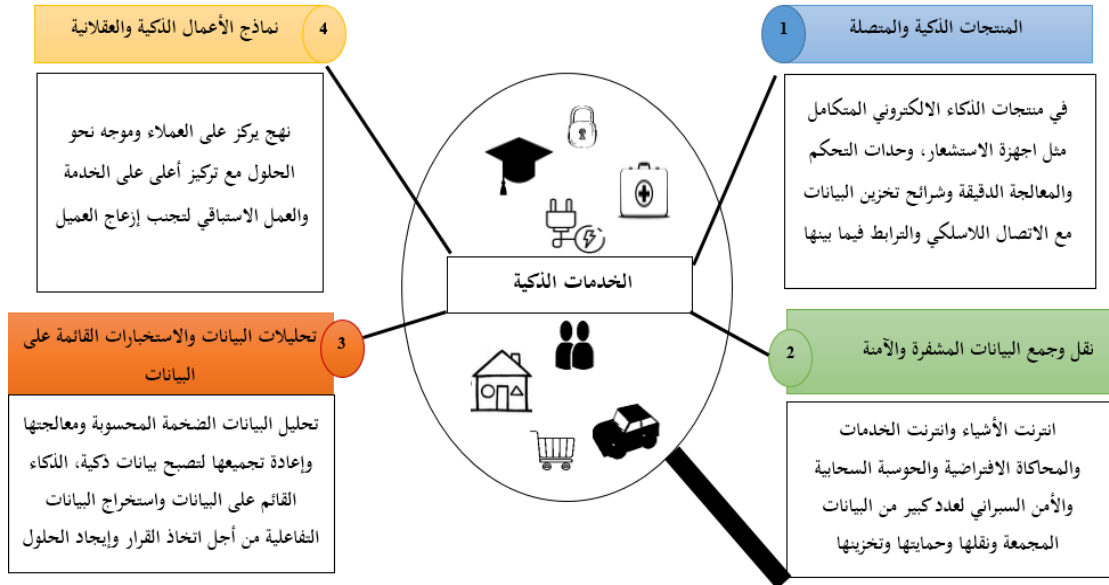 1
المنتجات الذكية والمتصلة
في منتجات الذكاء الالكتروني المتكامل
مثل اجهزة الاستشعار، وحدات التحكم
والمعالجة الدقيقة وشرائح تخزين البيانات
مع الاتصال اللاسلكي والترابط فيما بينها
2
نقل وجمع البيانات المشفرة والآمنة
انترنت الأشياء وانترنت الخدمات
والمحاكاة الافتراضية والحوسبة السحابية
والأمن السبراني لعدد كبير من البيانات
المجمعة ونقلها وحمايتها وتخزينها
الخدمات الذكية
3
تحليلات البيانات والاستخبارات القائمة على
البيانات
تحليل البيانات الضخمة المحسوبة ومعالجتها
وإعادة تجميعها لتصبح بيانات ذكية، الذكاء
القائم على البيانات واستخراج البيانات
التفاعلية من أجل اتخاذ القرار وإيجاد الحلول
4
نماذج الأعمال الذكية والعقلانية
نهج يركز على العملاء وموجه نحو
الحلول مع تركيز أعلى على الخدمة
والعمل الاستباقي لتجنب إزعاج العميل